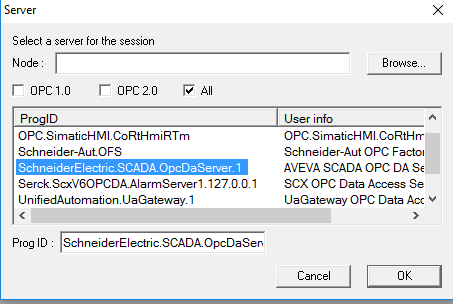 Server
Select a server for the session
Node :
Browse...
OPC 1.0 OPC 2.0 All
ProgID User info
OPC.SimaticHMI.CoRtHmiRTm OPC.SimaticHMI.CoRtHm
Schneider-Aut.OFS Schneider-Aut OPC Factor
SchneiderElectric.SCADA.OpcDaServer.1 AVEVA SCADA OPC DA Se
Serck.ScxV6OPCDA.AlarmServer1.127.0.0.1 SCX OPC Data Access Se
UnifiedAutomation.UaGateway.1 UaGateway OPC Data Ac
Prog ID : SchneiderElectric.SCADA.OpcDaSer
Cancel OK